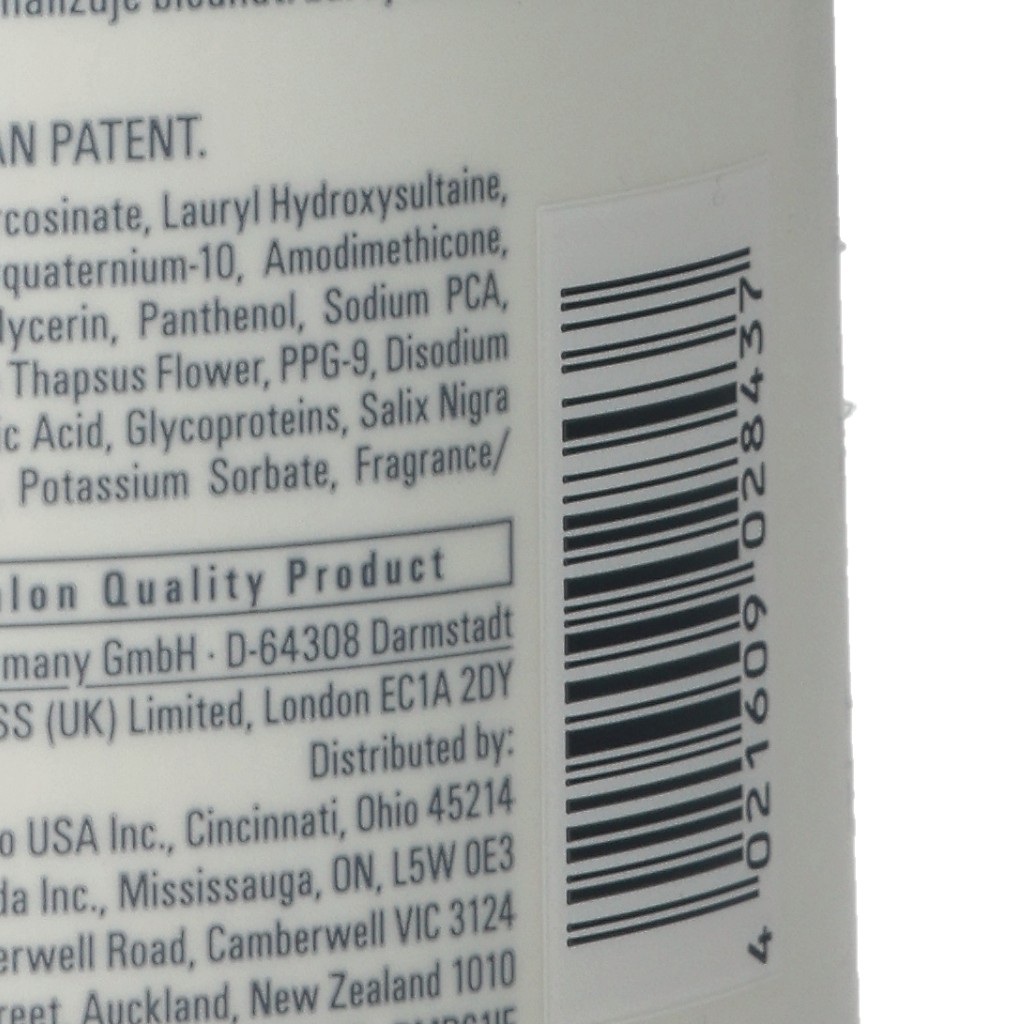 AN PATENT.
rcosinate, Lauryl Hydroxysultaine,
quaternium-10, Amodimethicone,
lycerin, Panthenol, Sodium PCA,
Thapsus Flower, PPG-9, Disodium
ic Acid, Glycoproteins, Salix Nigra
Potassium Sorbate, Fragrance/
lon Quality Product
many GmbH · D-64308 Darmstadt
SS (UK) Limited, London EC1A 2DY
Distributed by:
o USA Inc., Cincinnati, Ohio 45214
da Inc., Mississauga, ON, L5W 0E3
erwell Road, Camberwell VIC 3124
reet, Auckland, New Zealand 1010
4 021609 028437